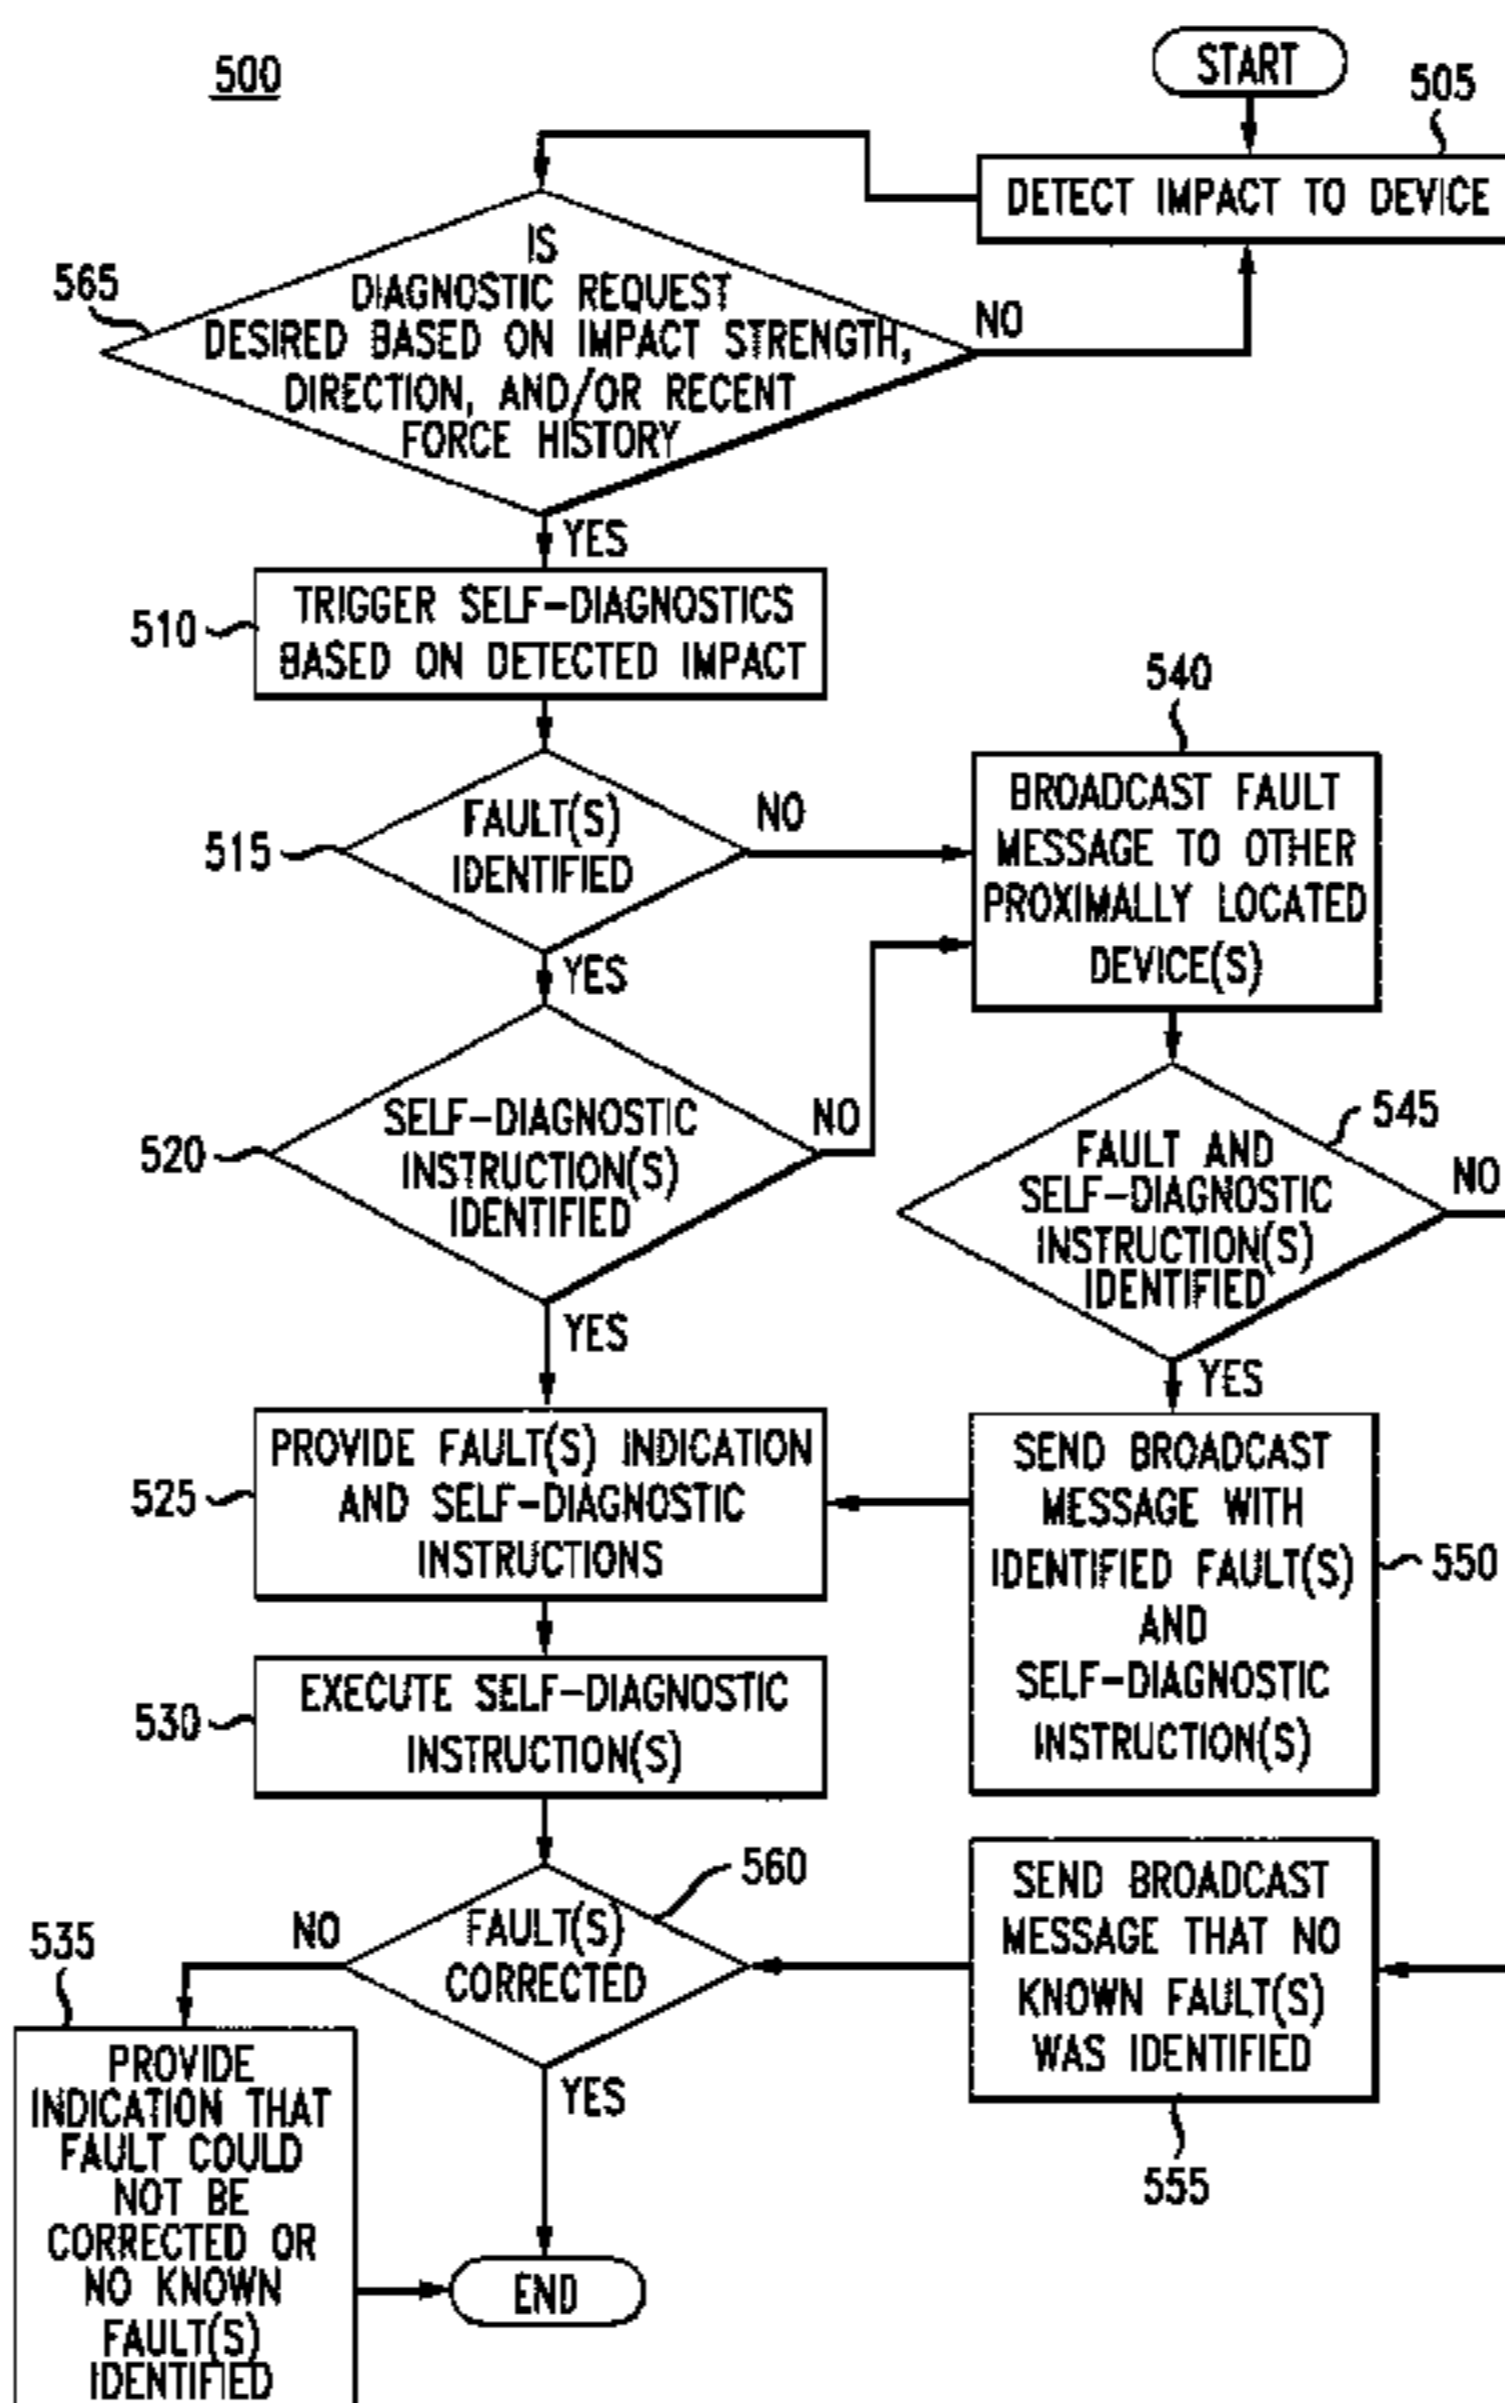 500
START
505
DETECT IMPACT TO DEVICE
565
IS
DIAGNOSTIC REQUEST
DESIRED BASED ON IMPACT STRENGTH,
DIRECTION, AND/OR RECENT
FORCE HISTORY
NO
YES
510
TRIGGER SELF-DIAGNOSTICS
BASED ON DETECTED IMPACT
515
FAULT(S)
IDENTIFIED
NO
YES
540
BROADCAST FAULT
MESSAGE TO OTHER
PROXIMALLY LOCATED
DEVICE(S)
520
SELF-DIAGNOSTIC
INSTRUCTION(S)
IDENTIFIED
NO
YES
545
FAULT AND
SELF-DIAGNOSTIC
INSTRUCTION(S)
IDENTIFIED
NO
YES
525
PROVIDE FAULT(S) INDICATION
AND SELF-DIAGNOSTIC
INSTRUCTIONS
550
SEND BROADCAST
MESSAGE WITH
IDENTIFIED FAULT(S)
AND
SELF-DIAGNOSTIC
INSTRUCTION(S)
530
EXECUTE SELF-DIAGNOSTIC
INSTRUCTION(S)
560
FAULT(S)
CORRECTED
NO
YES
SEND BROADCAST
MESSAGE THAT NO
KNOWN FAULT(S)
WAS IDENTIFIED
555
535
PROVIDE
INDICATION THAT
FAULT COULD
NOT BE
CORRECTED OR
NO KNOWN
FAULT(S)
IDENTIFIED
END